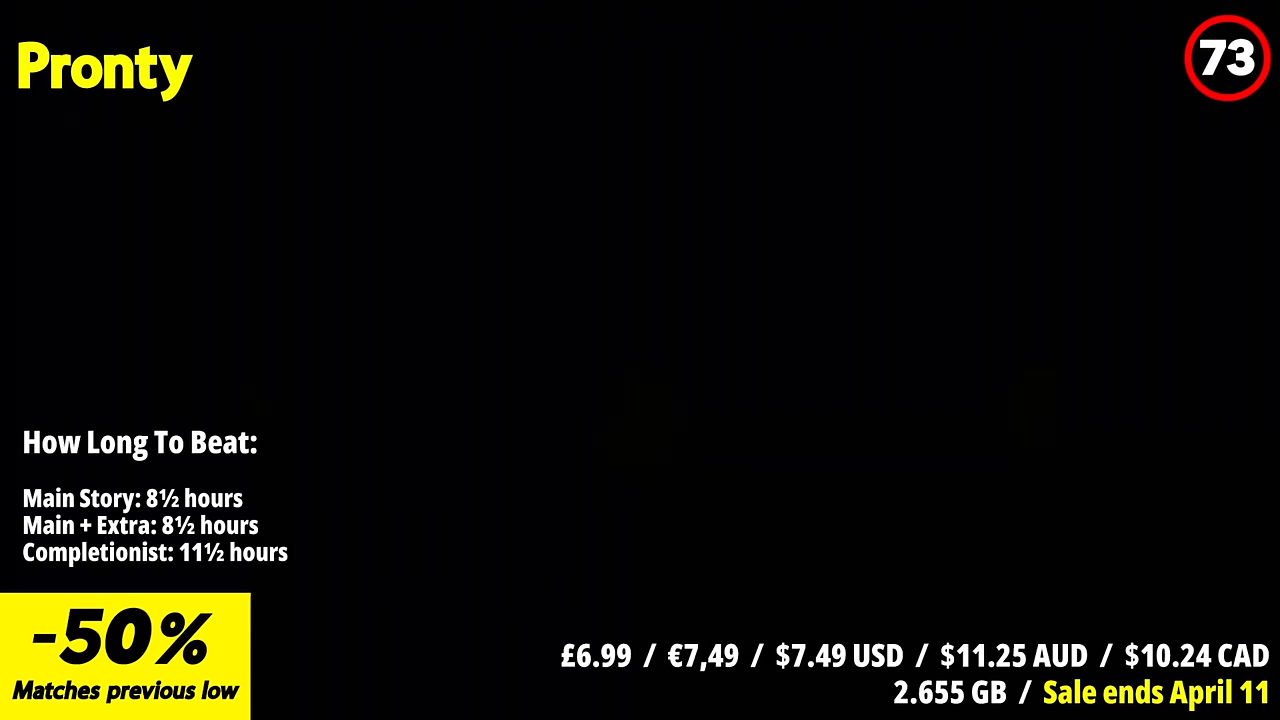 Pronty
73
How Long To Beat:
Main Story: 8½ hours
Main + Extra: 8½ hours
Completionist: 11½ hours
-50%
Matches previous low
£6.99 / €7,49 / $7.49 USD / $11.25 AUD / $10.24 CAD
2.655 GB / Sale ends April 11